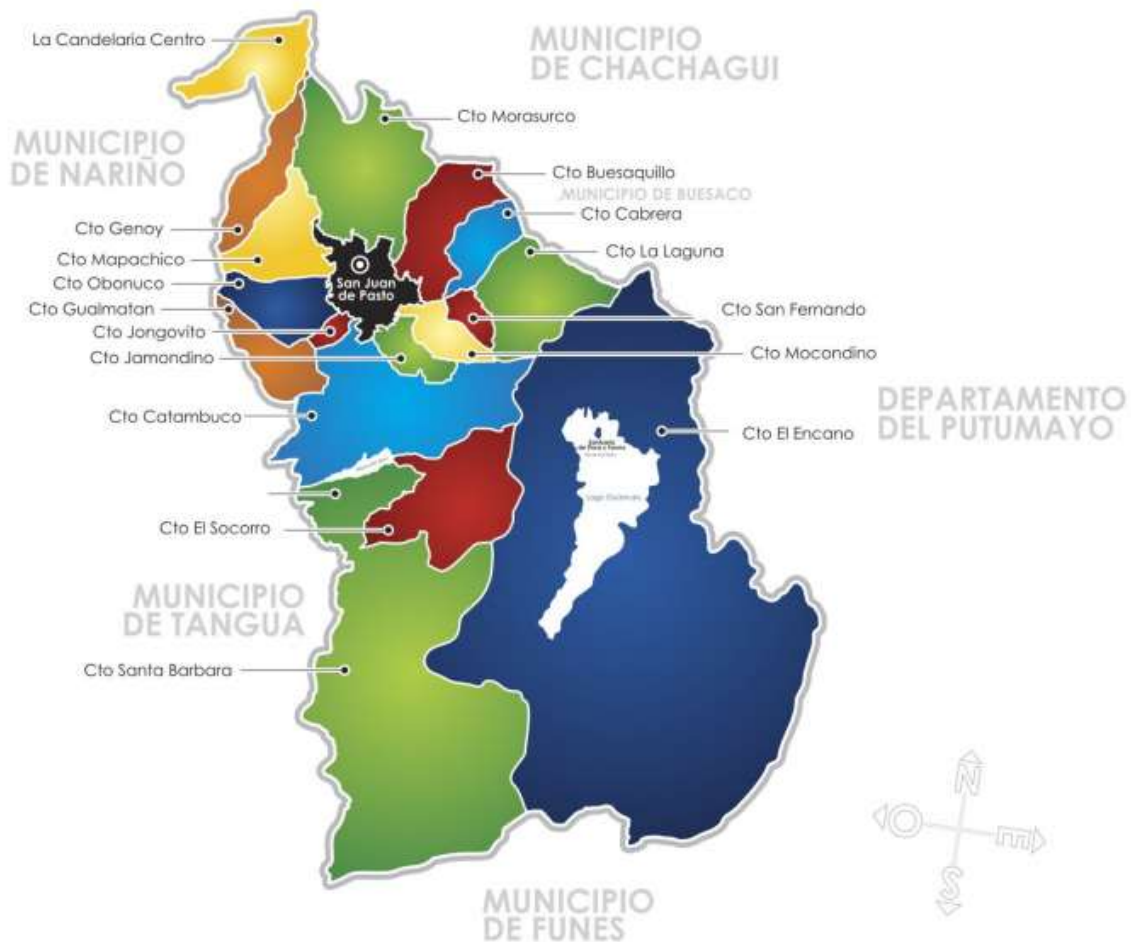 La Candelaria Centro
MUNICIPIO
DE CHACHAGUI
Cto Morasurco
MUNICIPIO
DE NARIÑO
Cto Buesaquillo
MUNICIPIO DE BUESACO
Cto Cabrera
Cto Genoy
Cto La Laguna
Cto Mapachico
Cto Obonuco
San Juan
de Pasto
Cto Gualmatan
Cto San Fernando
Cto Jongovito
Cto Jamondino
Cto Mocondino
DEPARTAMENTO
DEL PUTUMAYO
Cto Catambuco
Cto El Encano
Cto El Socorro
MUNICIPIO
DE TANGUA
Cto Santa Barbara
N
O
E
S
MUNICIPIO
DE FUNES